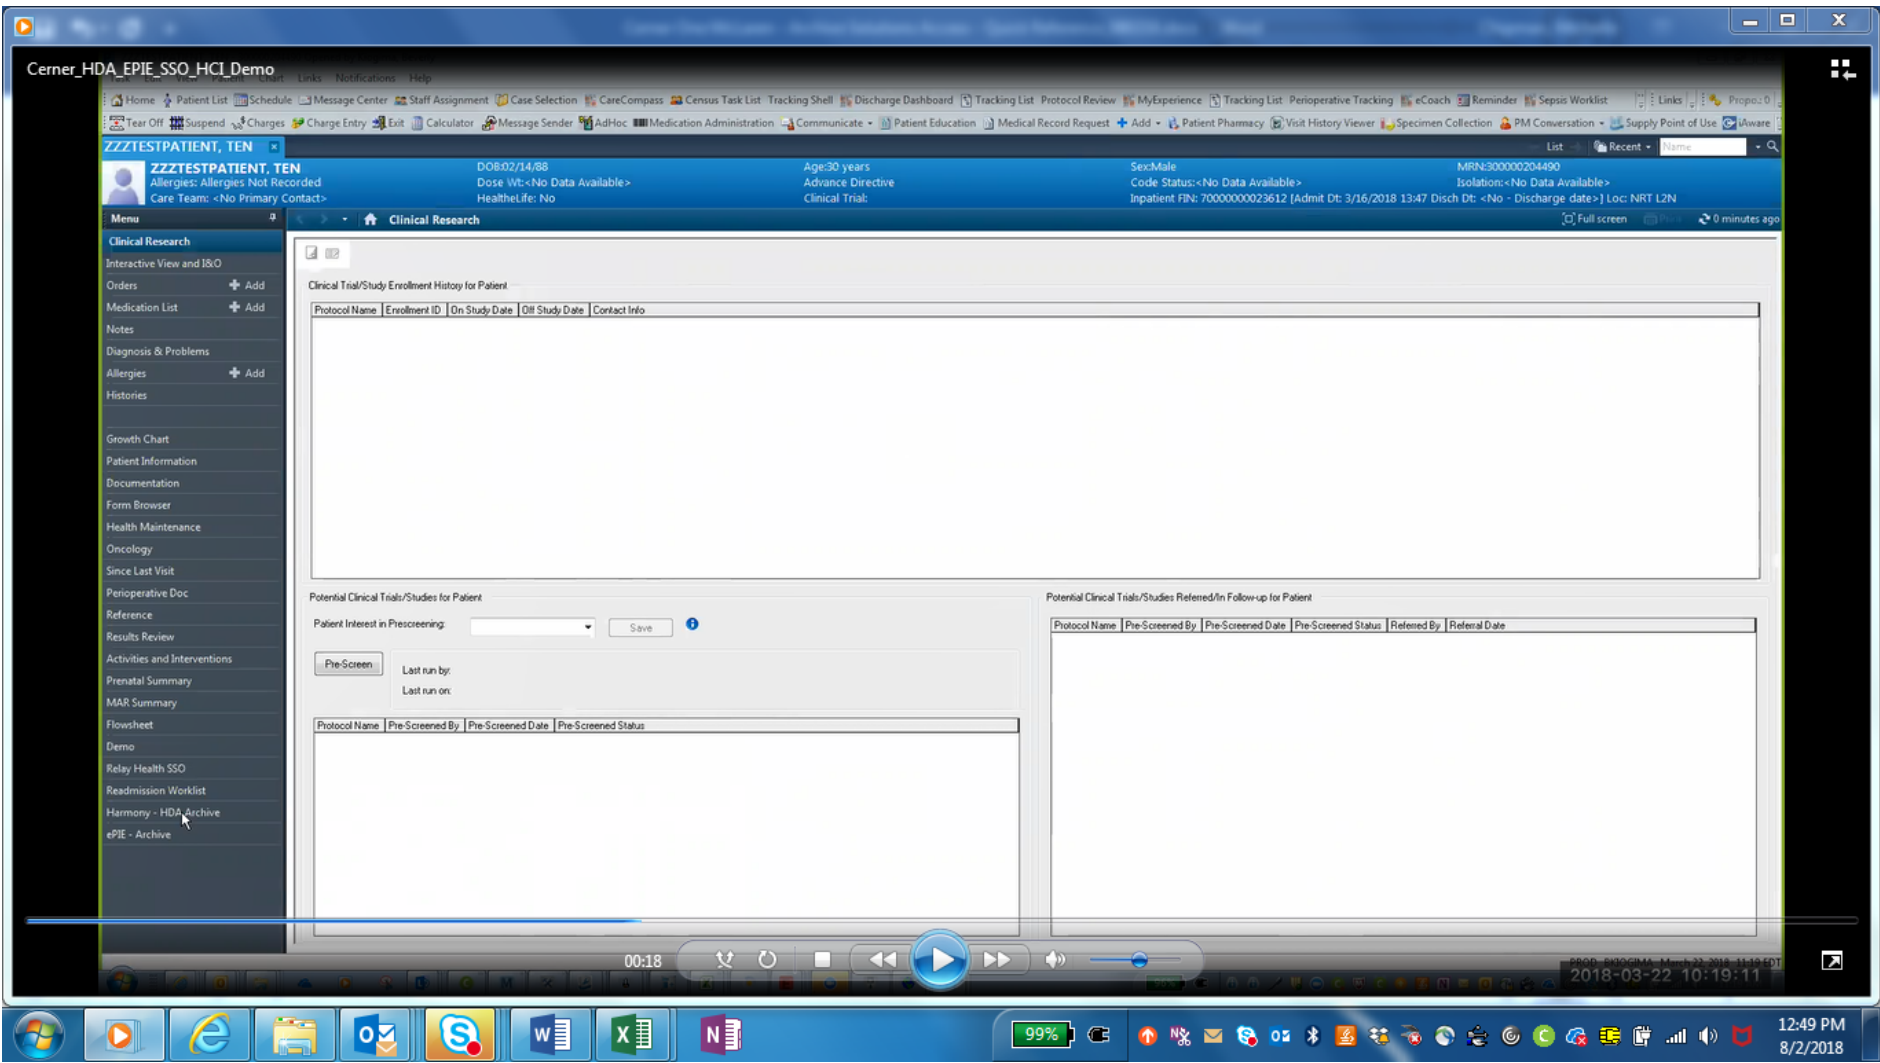 Cerner_HDA_EPIE_SSO_HCI_Demo
Links Notifications Help
Home Patient List Schedule Message Center Staff Assignment Case Selection CareCompass Census Task List Tracking Shell Discharge Dashboard Tracking List Protocol Review MyExperience Tracking List Perioperative Tracking eCoach Reminder Sepsis Worklist Links
Tear Off Suspend Charges Charge Entry Exit Calculator Message Sender AdHoc Medication Administration Communicate Patient Education Medical Record Request Add Patient Pharmacy Visit History Viewer Specimen Collection PM Conversation Supply Point of Use iAware
ZZZTESTPATIENT, TEN List Recent Name
ZZZTESTPATIENT, TEN DOB:02/14/88 Age:30 years Sex:Male MRN:300000204490
Allergies: Allergies Not Recorded Dose Wt:<No Data Available> Advance Directive Code Status:<No Data Available> Isolation:<No Data Available>
Care Team: <No Primary Contact> HealtheLife: No Clinical Trial: Inpatient FIN: 70000000023612 [Admit Dt: 3/16/2018 13:47 Disch Dt: <No - Discharge date>] Loc: NRT L2N
Menu Clinical Research Full screen Print 0 minutes ago
Clinical Research
Interactive View and I&O
Orders Add
Medication List Add
Notes
Diagnosis & Problems
Allergies Add
Histories
Growth Chart
Patient Information
Documentation
Form Browser
Health Maintenance
Oncology
Since Last Visit
Perioperative Doc
Reference
Results Review
Activities and Interventions
Prenatal Summary
MAR Summary
Flowsheet
Demo
Relay Health SSO
Readmission Worklist
Harmony - HDA Archive
ePIE - Archive
Clinical Trial/Study Enrollment History for Patient
Protocol Name Enrollment ID On Study Date Off Study Date Contact Info
Potential Clinical Trials/Studies for Patient
Patient Interest in Prescreening: Save
Pre-Screen
Last run by:
Last run on:
Protocol Name Pre-Screened By Pre-Screened Date Pre-Screened Status
Potential Clinical Trials/Studies Referred/In Follow-up for Patient
Protocol Name Pre-Screened By Pre-Screened Date Pre-Screened Status Referred By Referral Date
00:18
PROD BKIOGIMA March 22, 2018 11:19 EDT
2018-03-22 10:19:11
99%
12:49 PM
8/2/2018